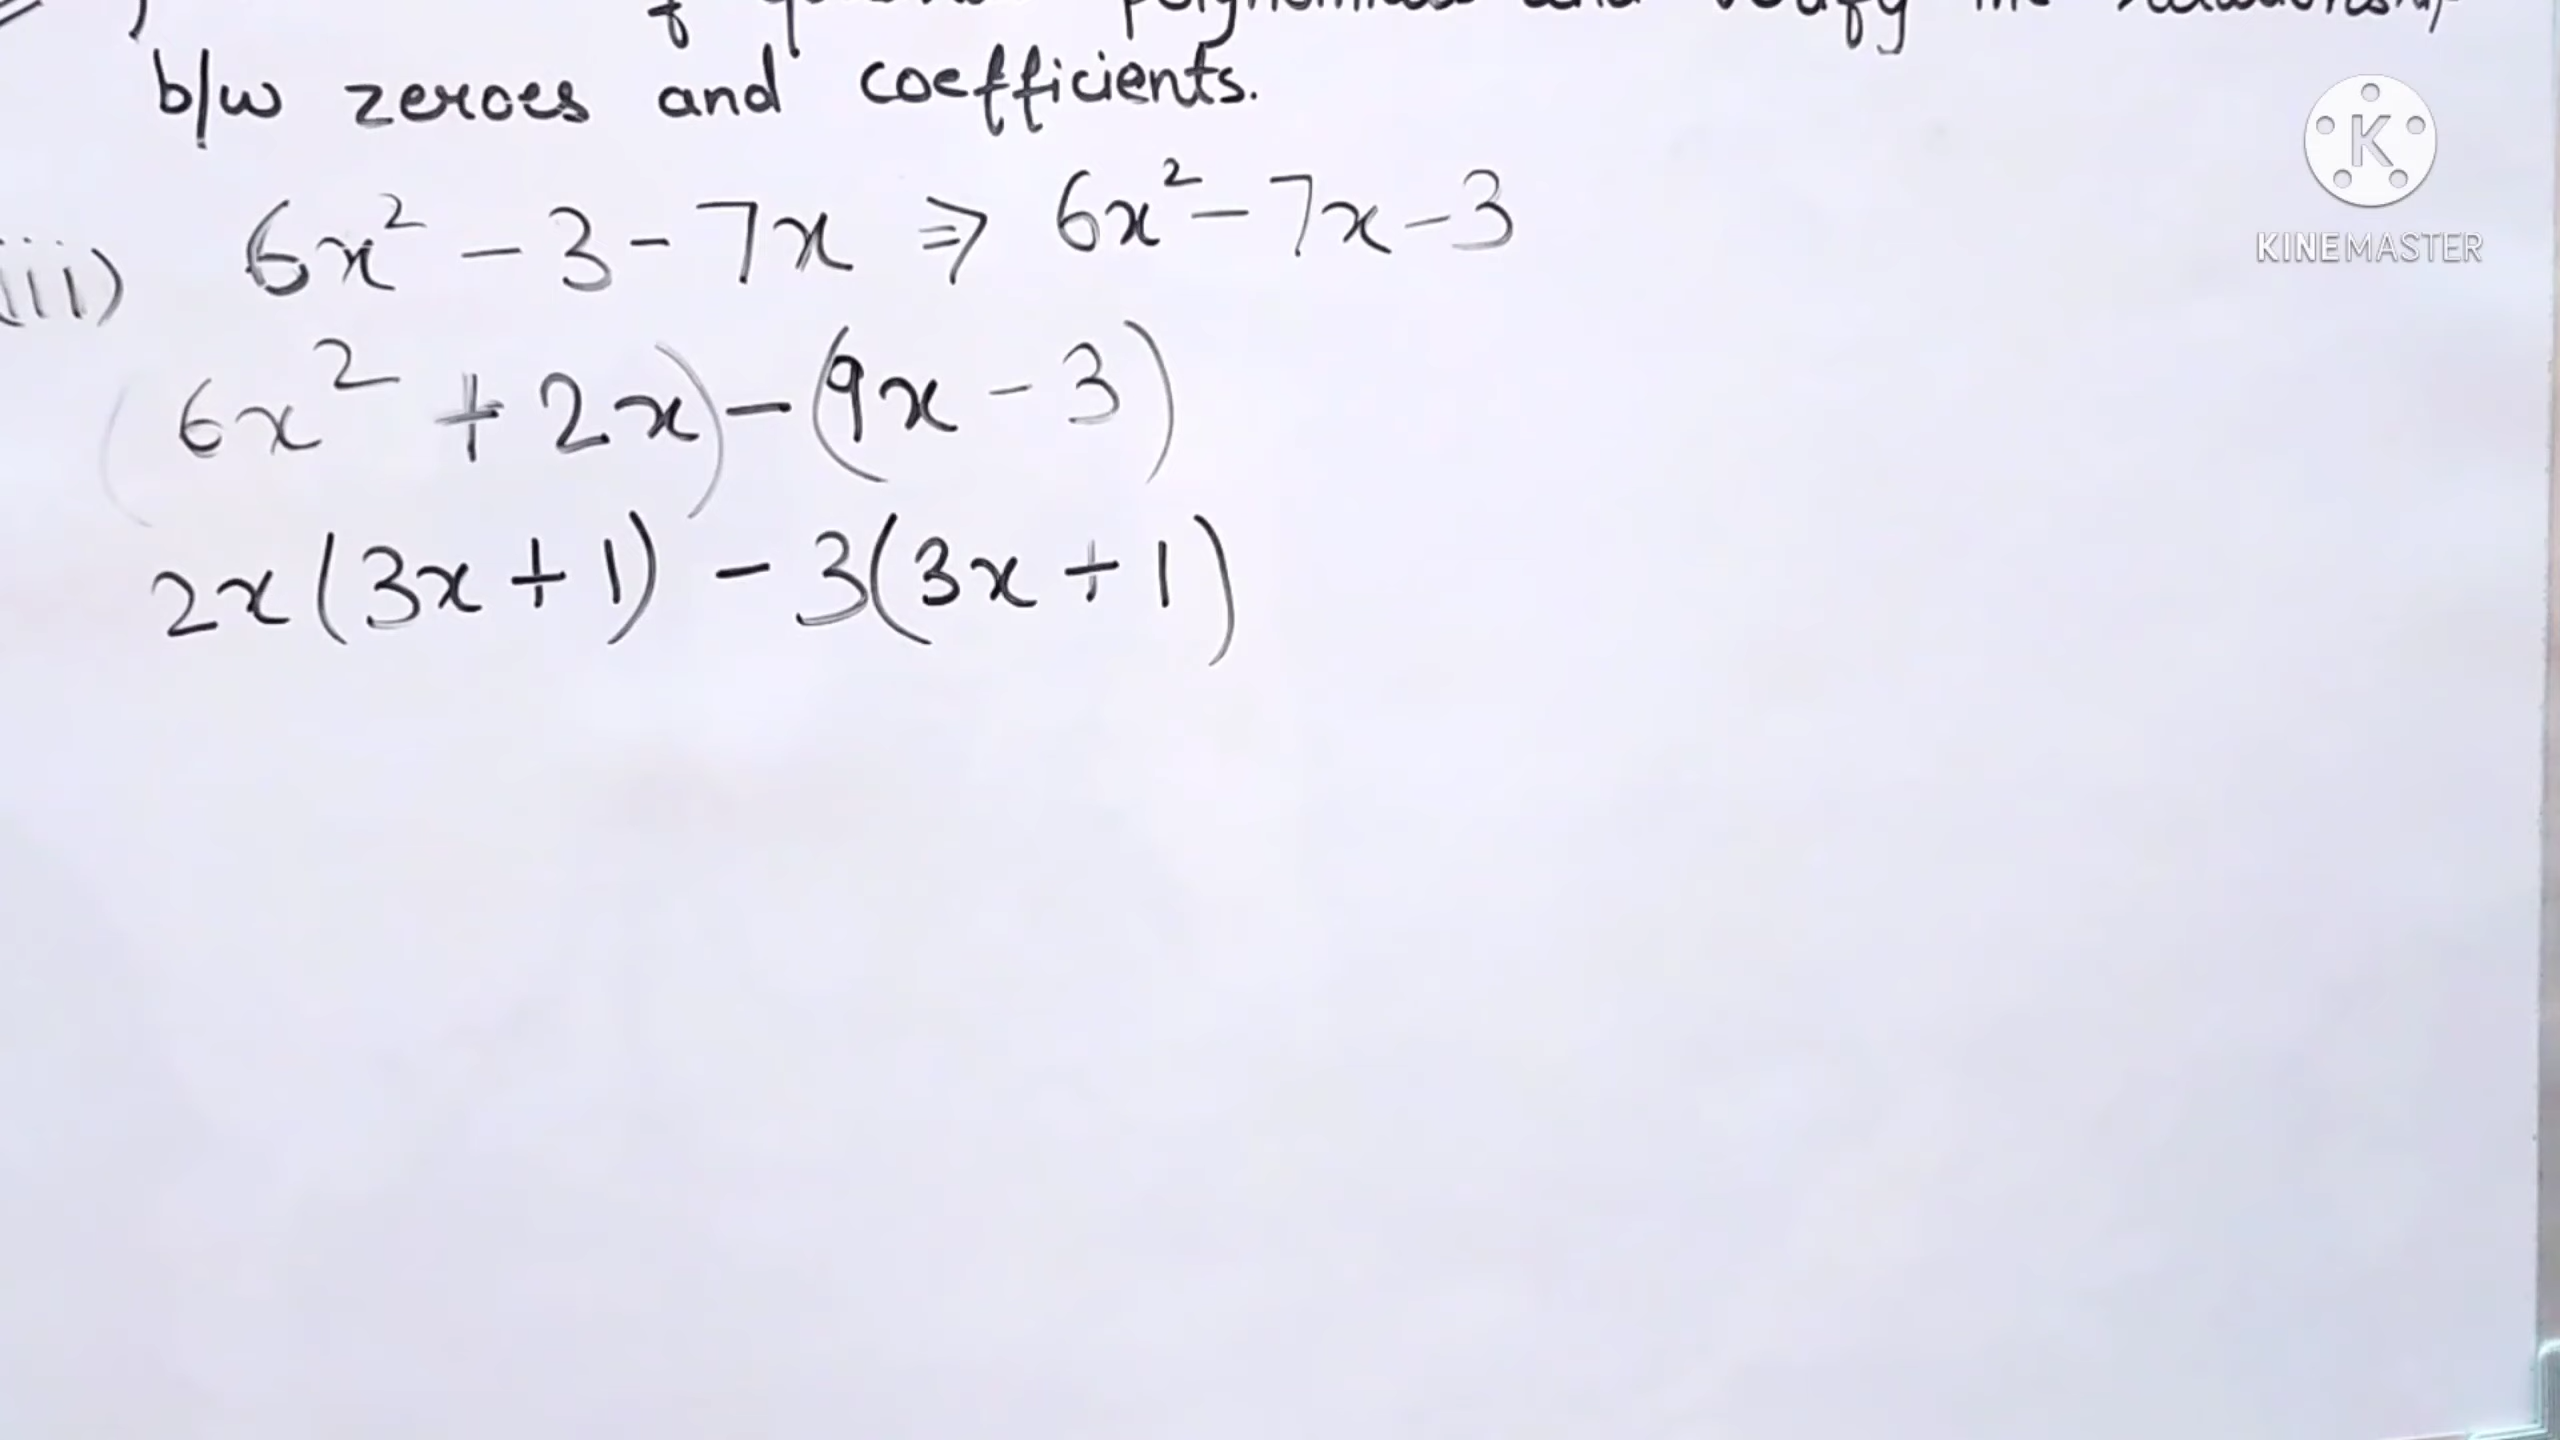 b/w zeroes and coefficients.
K
KINEMASTER
iii) 6x² - 3 - 7x ⇒ 6x² - 7x - 3
(6x² + 2x) - (9x - 3)
2x(3x + 1) - 3(3x + 1)